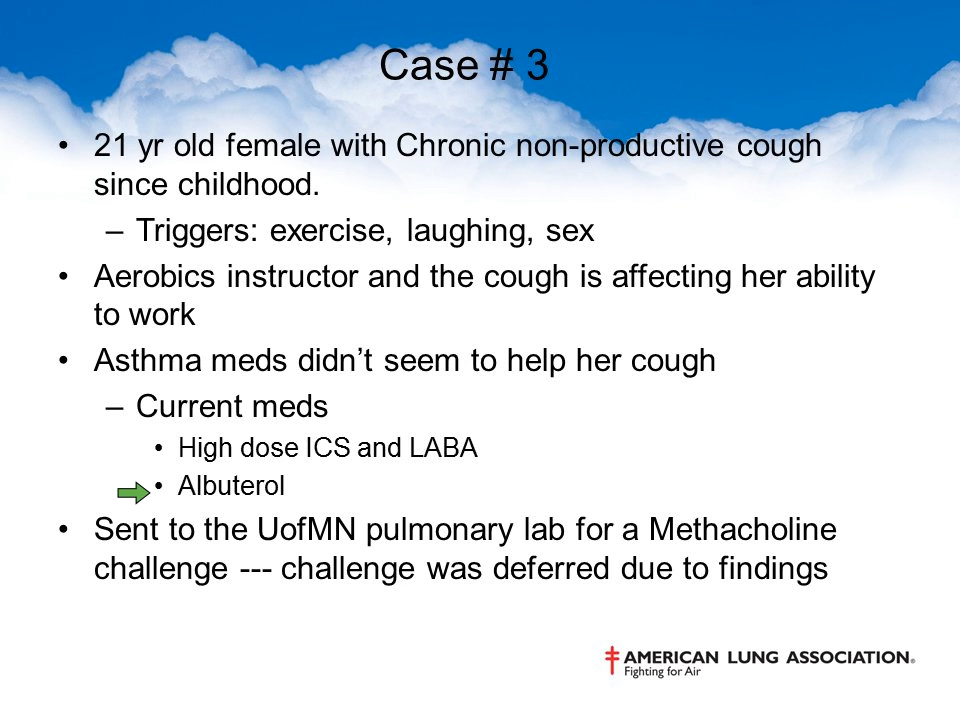 Case # 3
• 21 yr old female with Chronic non-productive cough
since childhood.
– Triggers: exercise, laughing, sex
• Aerobics instructor and the cough is affecting her ability
to work
• Asthma meds didn’t seem to help her cough
– Current meds
• High dose ICS and LABA
• Albuterol
• Sent to the UofMN pulmonary lab for a Methacholine
challenge --- challenge was deferred due to findings
AMERICAN LUNG ASSOCIATION®
Fighting for Air